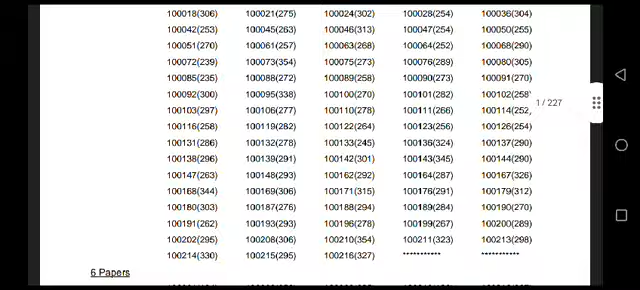 100018(306) 100021(275) 100024(302) 100028(254) 100036(304)
100042(253) 100045(263) 100046(313) 100047(254) 100050(255)
100051(270) 100061(257) 100063(268) 100064(252) 100068(290)
100072(239) 100073(354) 100075(273) 100076(289) 100080(305)
100085(235) 100088(272) 100089(258) 100090(273) 100091(270)
100092(300) 100095(338) 100100(270) 100101(282) 100102(258)
1 / 227
100103(297) 100106(277) 100110(278) 100111(266) 100114(252,
100116(258) 100119(282) 100122(264) 100123(256) 100126(254)
100131(286) 100132(278) 100133(245) 100136(324) 100137(290)
100138(296) 100139(291) 100142(301) 100143(345) 100144(290)
100147(263) 100148(293) 100162(292) 100164(287) 100167(326)
100168(344) 100169(306) 100171(315) 100176(291) 100179(312)
100180(303) 100187(276) 100188(294) 100189(284) 100190(270)
100191(262) 100193(293) 100196(278) 100199(267) 100200(289)
100202(295) 100208(306) 100210(354) 100211(323) 100213(298)
100214(330) 100215(295) 100216(327) *********** ***********
6 Papers